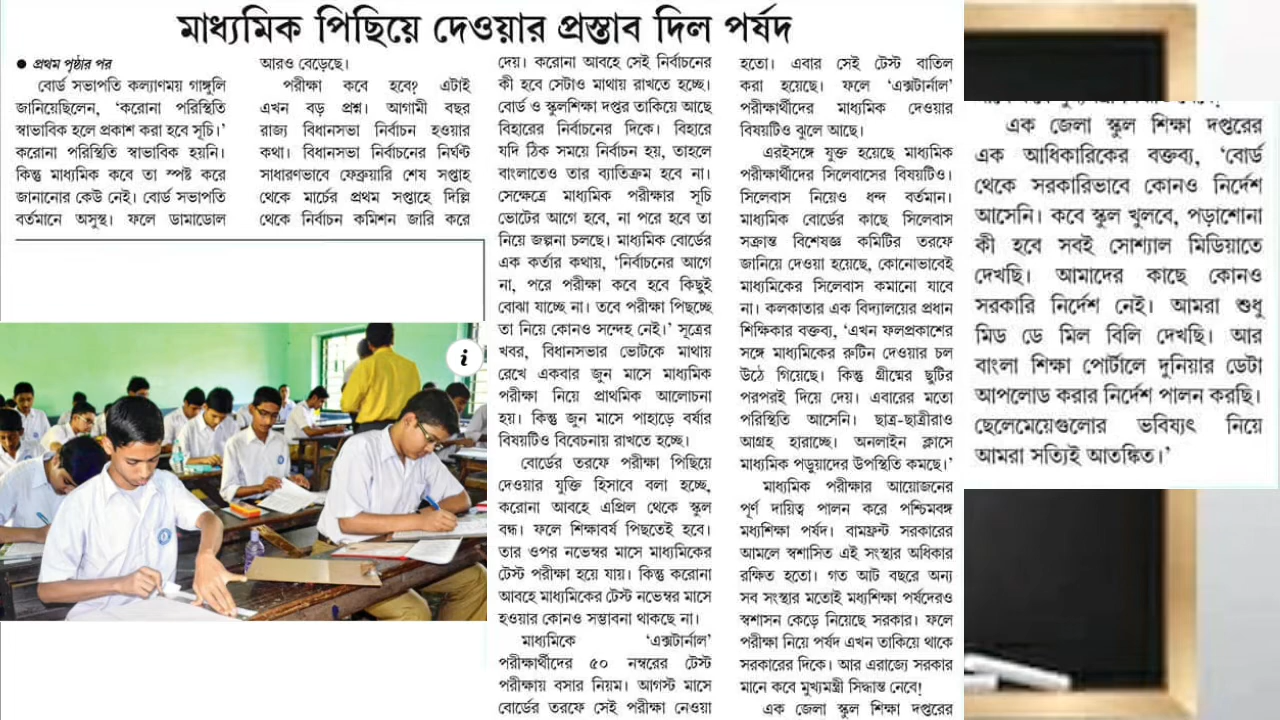 মাধ্যমিক পিছিয়ে দেওয়ার প্রস্তাব দিল পর্ষদ
● প্রথম পৃষ্ঠার পর
বোর্ড সভাপতি কল্যাণময় গাঙ্গুলি
জানিয়েছিলেন, ‘করোনা পরিস্থিতি
স্বাভাবিক হলে প্রকাশ করা হবে সূচি।’
করোনা পরিস্থিতি স্বাভাবিক হয়নি।
কিন্তু মাধ্যমিক কবে তা স্পষ্ট করে
জানানোর কেউ নেই। বোর্ড সভাপতি
বর্তমানে অসুস্থ। ফলে ডামাডোল
আরও বেড়েছে।
পরীক্ষা কবে হবে? এটাই
এখন বড় প্রশ্ন। আগামী বছর
রাজ্য বিধানসভা নির্বাচন হওয়ার
কথা। বিধানসভা নির্বাচনের নির্ঘণ্ট
সাধারণভাবে ফেব্রুয়ারি শেষ সপ্তাহ
থেকে মার্চের প্রথম সপ্তাহে দিল্লি
থেকে নির্বাচন কমিশন জারি করে
দেয়। করোনা আবহে সেই নির্বাচনের
কী হবে সেটাও মাথায় রাখতে হচ্ছে।
বোর্ড ও স্কুলশিক্ষা দপ্তর তাকিয়ে আছে
বিহারের নির্বাচনের দিকে। বিহারে
যদি ঠিক সময়ে নির্বাচন হয়, তাহলে
বাংলাতেও তার ব্যতিক্রম হবে না।
সেক্ষেত্রে মাধ্যমিক পরীক্ষার সূচি
ভোটের আগে হবে, না পরে হবে তা
নিয়ে জল্পনা চলছে। মাধ্যমিক বোর্ডের
এক কর্তার কথায়, ‘নির্বাচনের আগে
না, পরে পরীক্ষা কবে হবে কিছুই
বোঝা যাচ্ছে না। তবে পরীক্ষা পিছচ্ছে
তা নিয়ে কোনও সন্দেহ নেই।’ সূত্রের
খবর, বিধানসভার ভোটকে মাথায়
রেখে একবার জুন মাসে মাধ্যমিক
পরীক্ষা নিয়ে প্রাথমিক আলোচনা
হয়। কিন্তু জুন মাসে পাহাড়ে বর্ষার
বিষয়টিও বিবেচনায় রাখতে হচ্ছে।
বোর্ডের তরফে পরীক্ষা পিছিয়ে
দেওয়ার যুক্তি হিসাবে বলা হচ্ছে,
করোনা আবহে এপ্রিল থেকে স্কুল
বন্ধ। ফলে শিক্ষাবর্ষ পিছতেই হবে।
তার ওপর নভেম্বর মাসে মাধ্যমিকের
টেস্ট পরীক্ষা হয়ে যায়। কিন্তু করোনা
আবহে মাধ্যমিকের টেস্ট নভেম্বর মাসে
হওয়ার কোনও সম্ভাবনা থাকছে না।
মাধ্যমিকে ‘এক্সটার্নাল’
পরীক্ষার্থীদের ৫০ নম্বরের টেস্ট
পরীক্ষায় বসার নিয়ম। আগস্ট মাসে
বোর্ডের তরফে সেই পরীক্ষা নেওয়া
হতো। এবার সেই টেস্ট বাতিল
করা হয়েছে। ফলে ‘এক্সটার্নাল’
পরীক্ষার্থীদের মাধ্যমিক দেওয়ার
বিষয়টিও ঝুলে আছে।
এরইসঙ্গে যুক্ত হয়েছে মাধ্যমিক
পরীক্ষার্থীদের সিলেবাসের বিষয়টিও।
সিলেবাস নিয়েও ধন্দ বর্তমান।
মাধ্যমিক বোর্ডের কাছে সিলেবাস
সক্রান্ত বিশেষজ্ঞ কমিটির তরফে
জানিয়ে দেওয়া হয়েছে, কোনোভাবেই
মাধ্যমিকের সিলেবাস কমানো যাবে
না। কলকাতার এক বিদ্যালয়ের প্রধান
শিক্ষিকার বক্তব্য, ‘এখন ফলপ্রকাশের
সঙ্গে মাধ্যমিকের রুটিন দেওয়ার চল
উঠে গিয়েছে। কিন্তু গ্রীষ্মের ছুটির
পরপরই দিয়ে দেয়। এবারের মতো
পরিস্থিতি আসেনি। ছাত্র-ছাত্রীরাও
আগ্রহ হারাচ্ছে। অনলাইন ক্লাসে
মাধ্যমিক পড়ুয়াদের উপস্থিতি কমছে।’
মাধ্যমিক পরীক্ষার আয়োজনের
পূর্ণ দায়িত্ব পালন করে পশ্চিমবঙ্গ
মধ্যশিক্ষা পর্ষদ। বামফ্রন্ট সরকারের
আমলে স্বশাসিত এই সংস্থার অধিকার
রক্ষিত হতো। গত আট বছরে অন্য
সব সংস্থার মতোই মধ্যশিক্ষা পর্ষদেরও
স্বশাসন কেড়ে নিয়েছে সরকার। ফলে
পরীক্ষা নিয়ে পর্ষদ এখন তাকিয়ে থাকে
সরকারের দিকে। আর এরাজ্যে সরকার
মানে কবে মুখ্যমন্ত্রী সিদ্ধান্ত নেবে!
এক জেলা স্কুল শিক্ষা দপ্তরের
এক জেলা স্কুল শিক্ষা দপ্তরের
এক আধিকারিকের বক্তব্য, ‘বোর্ড
থেকে সরকারিভাবে কোনও নির্দেশ
আসেনি। কবে স্কুল খুলবে, পড়াশোনা
কী হবে সবই সোশ্যাল মিডিয়াতে
দেখছি। আমাদের কাছে কোনও
সরকারি নির্দেশ নেই। আমরা শুধু
মিড ডে মিল বিলি দেখছি। আর
বাংলা শিক্ষা পোর্টালে দুনিয়ার ডেটা
আপলোড করার নির্দেশ পালন করছি।
ছেলেমেয়েগুলোর ভবিষ্যৎ নিয়ে
আমরা সত্যিই আতঙ্কিত।’